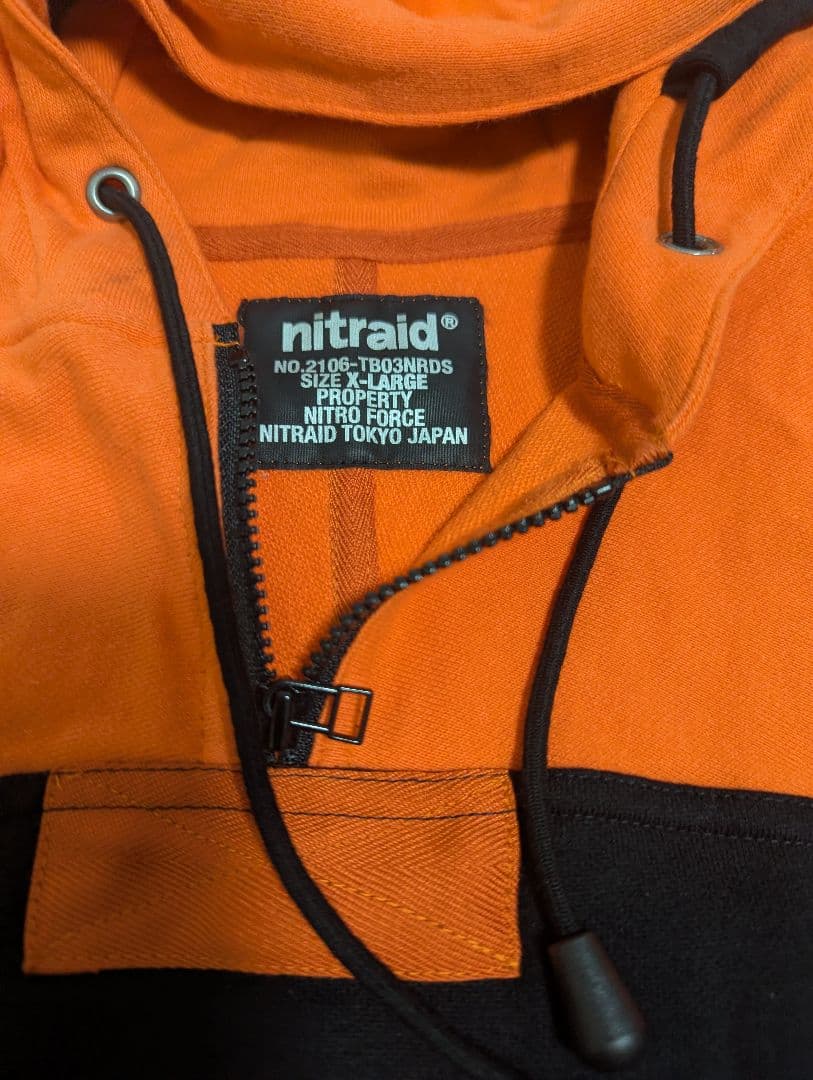 nitraid®
NO.2106-TB03NRDS
SIZE X-LARGE
PROPERTY
NITRO FORCE
NITRAID TOKYO JAPAN